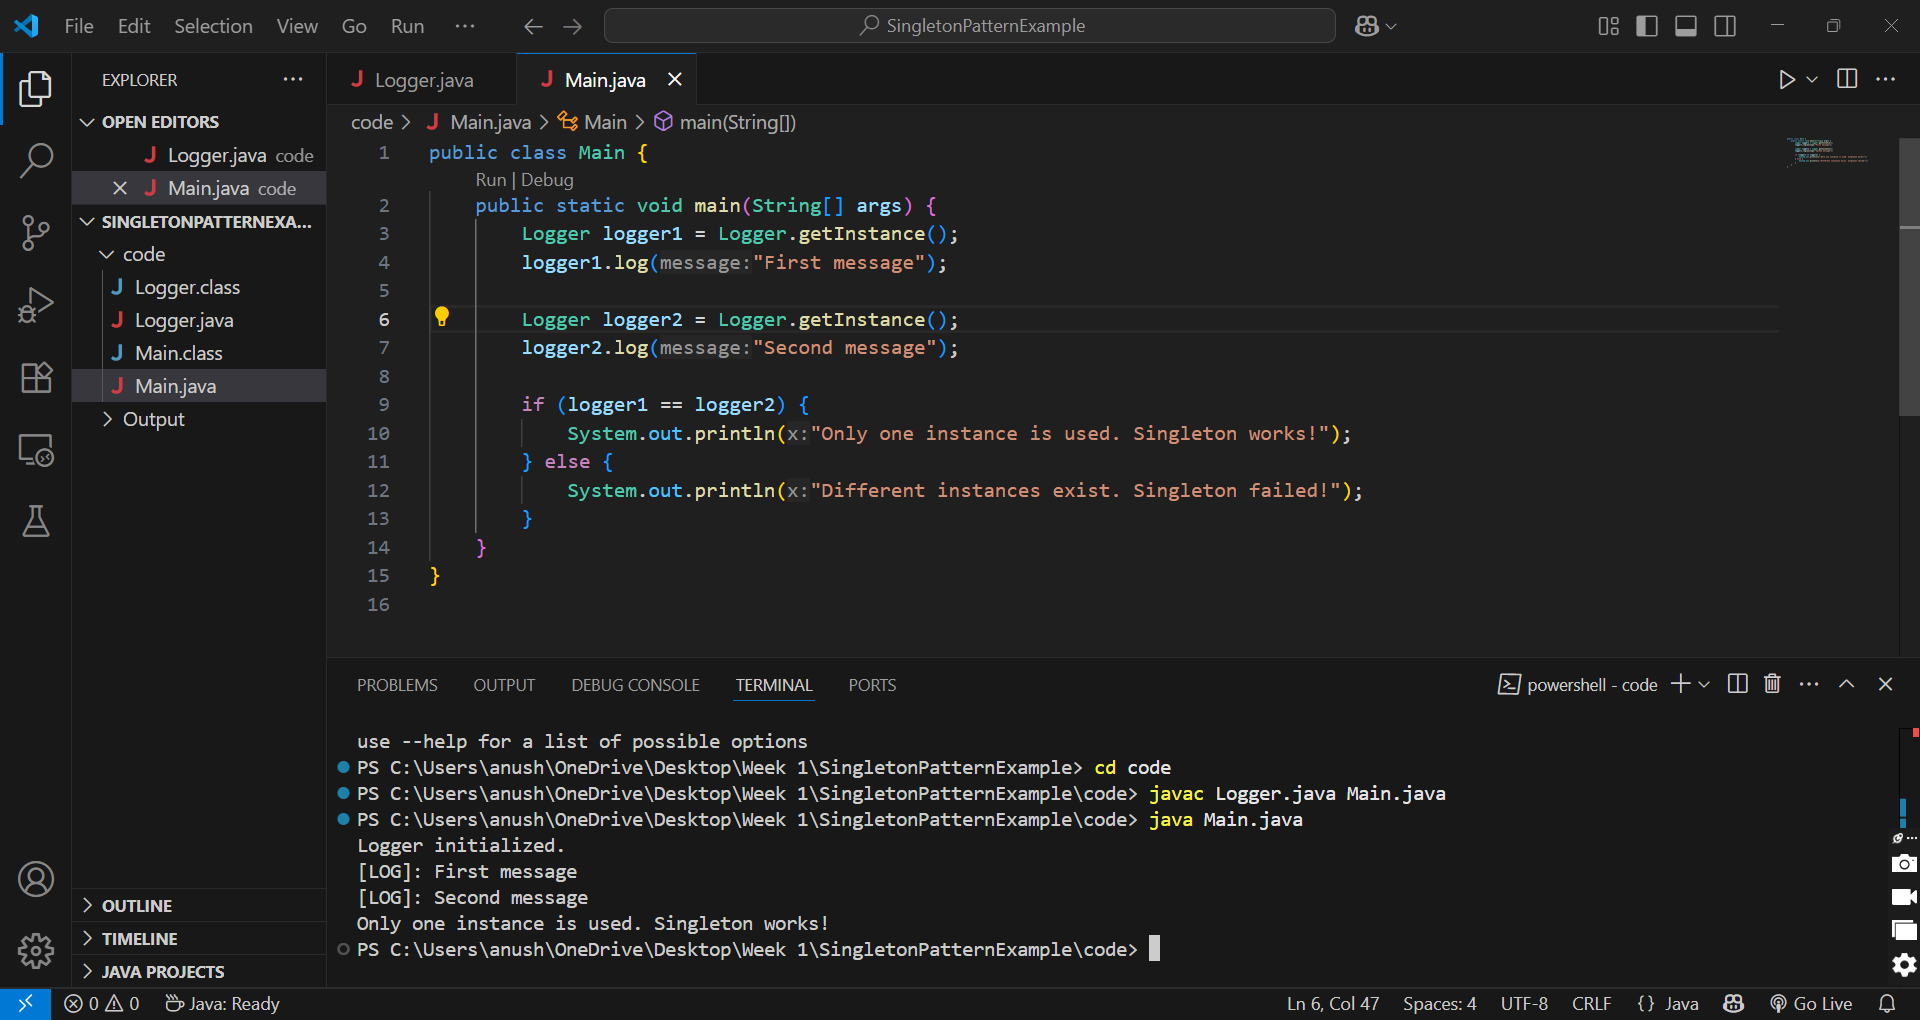 File Edit Selection View Go Run ··· SingletonPatternExample
EXPLORER ···
OPEN EDITORS
Logger.java code
Main.java code
SINGLETONPATTERNEXA...
code
Logger.class
Logger.java
Main.class
Main.java
Output
OUTLINE
TIMELINE
JAVA PROJECTS
Logger.java Main.java
code > Main.java > Main > main(String[])
1 public class Main {
Run | Debug
2 public static void main(String[] args) {
3 Logger logger1 = Logger.getInstance();
4 logger1.log(message:"First message");
5
6 Logger logger2 = Logger.getInstance();
7 logger2.log(message:"Second message");
8
9 if (logger1 == logger2) {
10 System.out.println(x:"Only one instance is used. Singleton works!");
11 } else {
12 System.out.println(x:"Different instances exist. Singleton failed!");
13 }
14 }
15 }
16
PROBLEMS OUTPUT DEBUG CONSOLE TERMINAL PORTS powershell - code
use --help for a list of possible options
PS C:\Users\anush\OneDrive\Desktop\Week 1\SingletonPatternExample> cd code
PS C:\Users\anush\OneDrive\Desktop\Week 1\SingletonPatternExample\code> javac Logger.java Main.java
PS C:\Users\anush\OneDrive\Desktop\Week 1\SingletonPatternExample\code> java Main.java
Logger initialized.
[LOG]: First message
[LOG]: Second message
Only one instance is used. Singleton works!
PS C:\Users\anush\OneDrive\Desktop\Week 1\SingletonPatternExample\code>
0 0 Java: Ready Ln 6, Col 47 Spaces: 4 UTF-8 CRLF {} Java Go Live